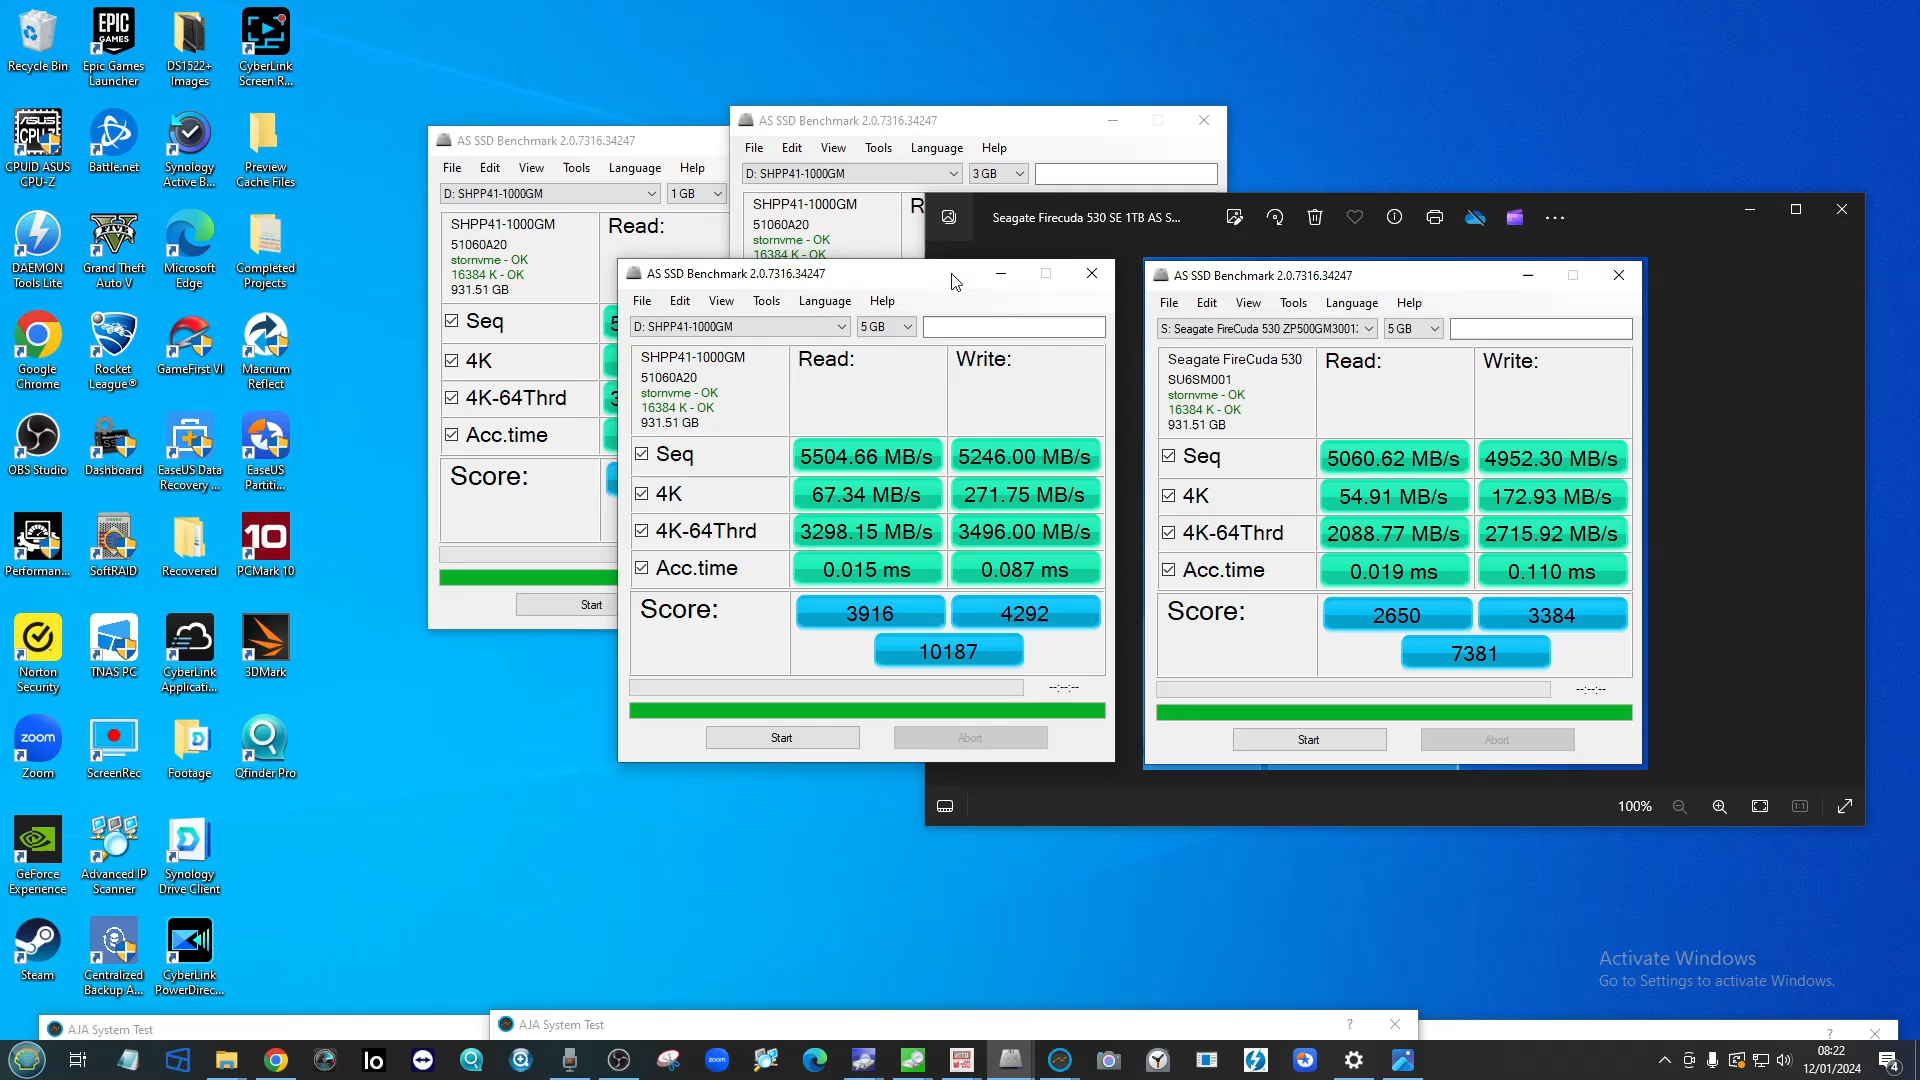 Recycle Bin
Epic Games Launcher
DS1522+ Images
CyberLink Screen R...
CPUID ASUS CPU-Z
Battle.net
Synology Active B...
Preview Cache Files
DAEMON Tools Lite
Grand Theft Auto V
Microsoft Edge
Completed Projects
Google Chrome
Rocket League®
GameFirst VI
Macrium Reflect
OBS Studio
Dashboard
EaseUS Data Recovery ...
EaseUS Partiti...
Performan...
SoftRAID
Recovered
PCMark 10
Norton Security
TNAS PC
CyberLink Applicati...
3DMark
Zoom
ScreenRec
Footage
Qfinder Pro
GeForce Experience
Advanced IP Scanner
Synology Drive Client
Steam
Centralized Backup A...
CyberLink PowerDirec...
AS SSD Benchmark 2.0.7316.34247
File Edit View Tools Language Help
D: SHPP41-1000GM 1 GB
SHPP41-1000GM
51060A20
stornvme - OK
16384 K - OK
931.51 GB
Read:
Seq
4K
4K-64Thrd
Acc.time
Score:
Start
AS SSD Benchmark 2.0.7316.34247
File Edit View Tools Language Help
D: SHPP41-1000GM 3 GB
SHPP41-1000GM
51060A20
stornvme - OK
16384 K - OK
Seagate Firecuda 530 SE 1TB AS S...
AS SSD Benchmark 2.0.7316.34247
File Edit View Tools Language Help
D: SHPP41-1000GM 5 GB
SHPP41-1000GM
51060A20
stornvme - OK
16384 K - OK
931.51 GB
Read: Write:
Seq 5504.66 MB/s 5246.00 MB/s
4K 67.34 MB/s 271.75 MB/s
4K-64Thrd 3298.15 MB/s 3496.00 MB/s
Acc.time 0.015 ms 0.087 ms
Score: 3916 4292
10187
--:--:--
Start Abort
AS SSD Benchmark 2.0.7316.34247
File Edit View Tools Language Help
S: Seagate FireCuda 530 ZP500GM3001: 5 GB
Seagate FireCuda 530
SU6SM001
stornvme - OK
16384 K - OK
931.51 GB
Read: Write:
Seq 5060.62 MB/s 4952.30 MB/s
4K 54.91 MB/s 172.93 MB/s
4K-64Thrd 2088.77 MB/s 2715.92 MB/s
Acc.time 0.019 ms 0.110 ms
Score: 2650 3384
7381
--:--:--
Start Abort
100%
Activate Windows
Go to Settings to activate Windows.
AJA System Test
AJA System Test
08:22
12/01/2024